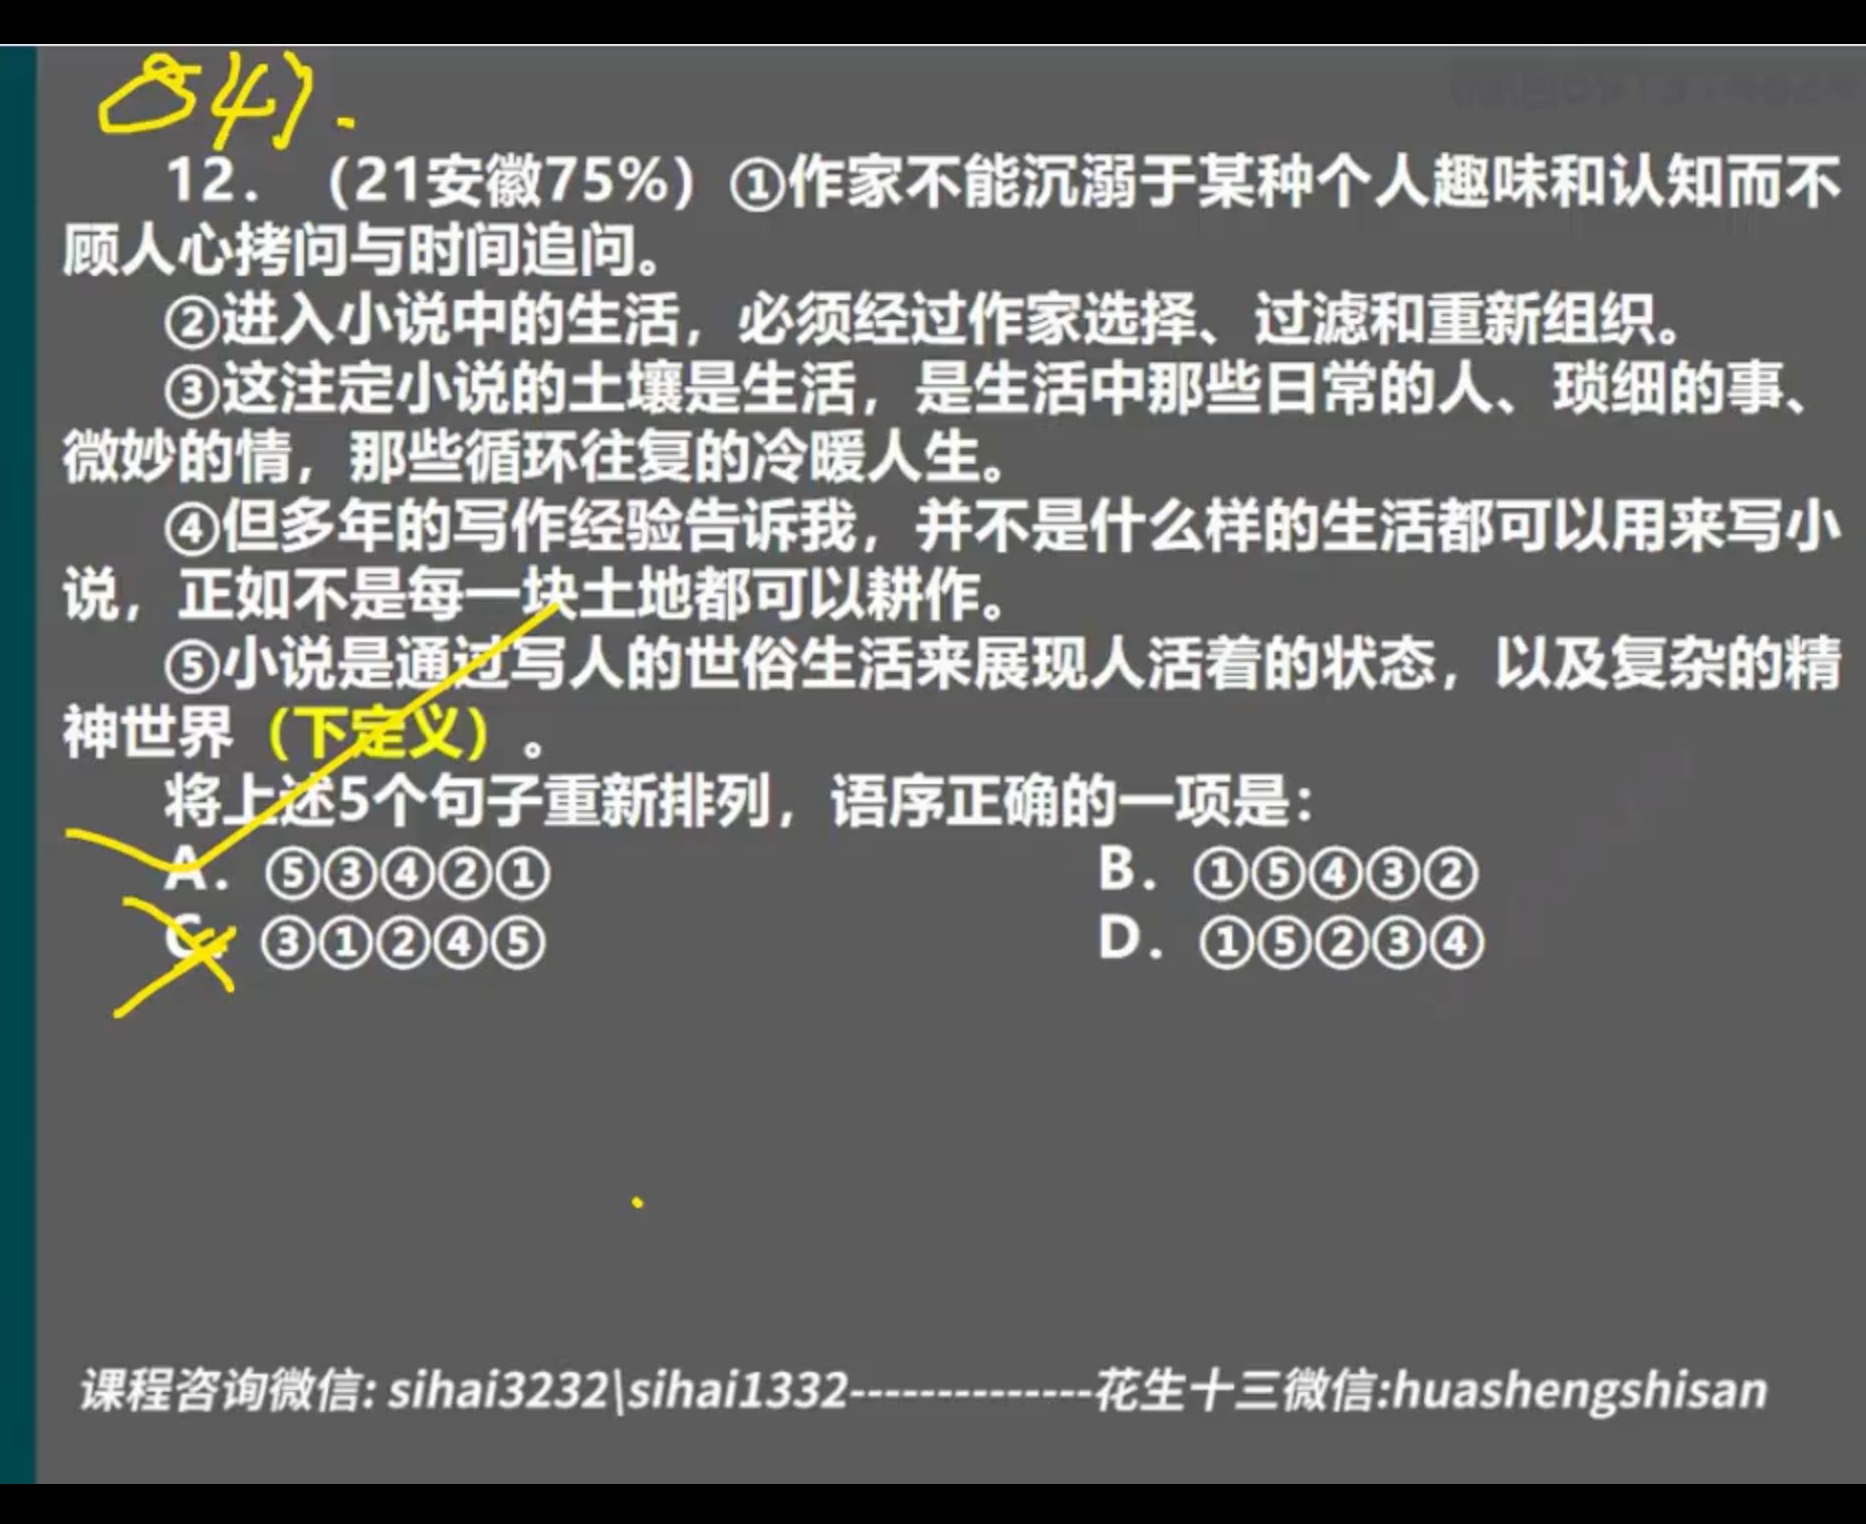 12. （21安徽75%）①作家不能沉溺于某种个人趣味和认知而不
顾人心拷问与时间追问。
②进入小说中的生活，必须经过作家选择、过滤和重新组织。
③这注定小说的土壤是生活，是生活中那些日常的人、琐细的事、
微妙的情，那些循环往复的冷暖人生。
④但多年的写作经验告诉我，并不是什么样的生活都可以用来写小
说，正如不是每一块土地都可以耕作。
⑤小说是通过写人的世俗生活来展现人活着的状态，以及复杂的精
神世界（下定义）。
将上述5个句子重新排列，语序正确的一项是：
A. ⑤③④②① B. ①⑤④③②
C. ③①②④⑤ D. ①⑤②③④
课程咨询微信: sihai3232\sihai1332--------------花生十三微信:huashengshisan